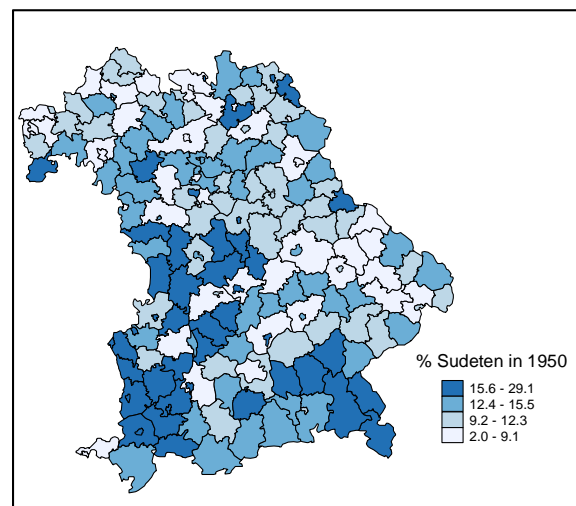 % Sudeten in 1950
15.6 - 29.1
12.4 - 15.5
9.2 - 12.3
2.0 - 9.1